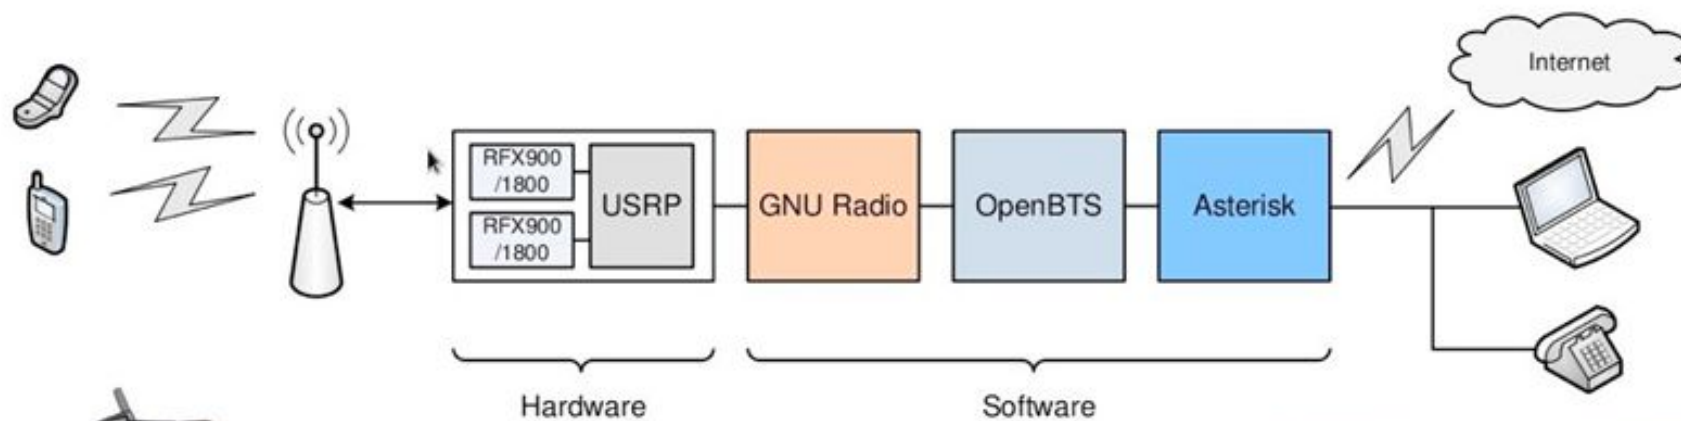 Internet
RFX900
/1800
RFX900
/1800
USRP
GNU Radio
OpenBTS
Asterisk
Hardware
Software